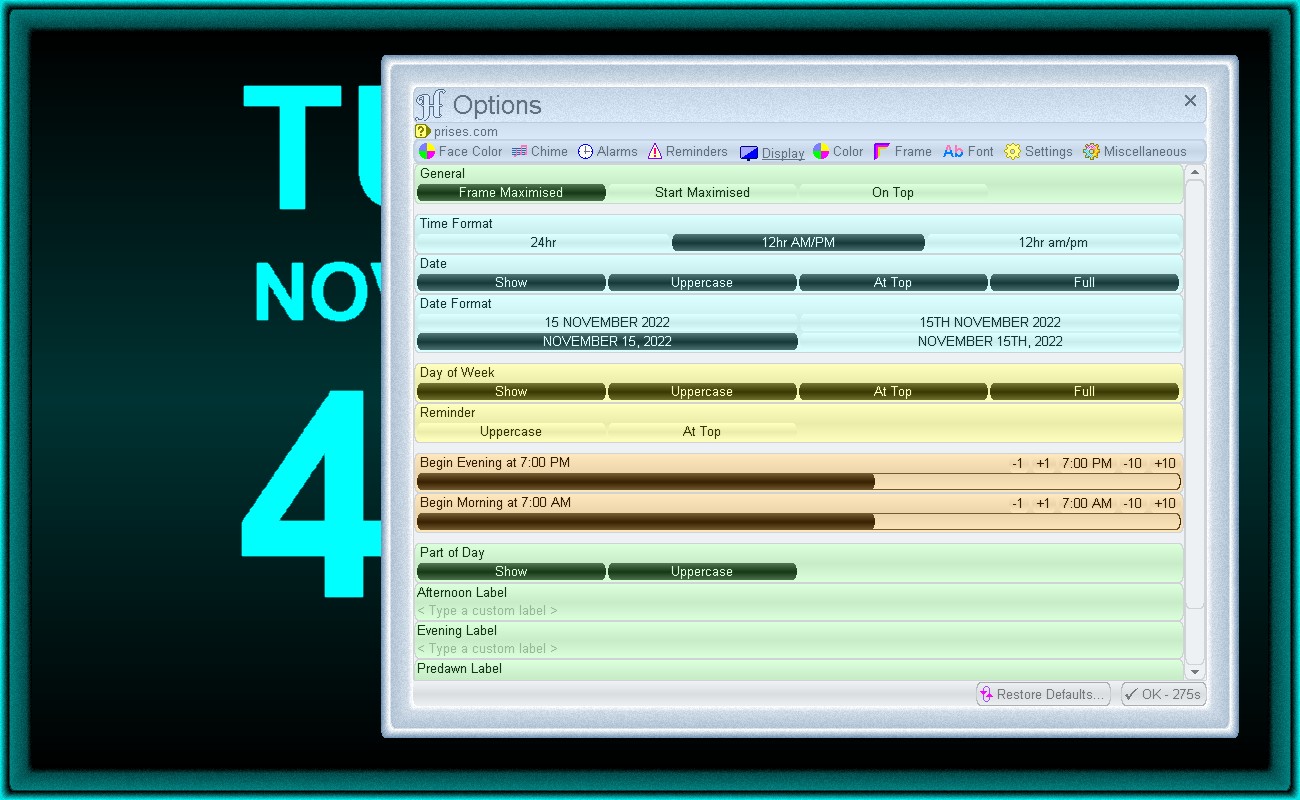 TU
NOV
4
Options
prises.com
Face Color Chime Alarms Reminders Display Color Frame Font Settings Miscellaneous
General
Frame Maximised Start Maximised On Top
Time Format
24hr 12hr AM/PM 12hr am/pm
Date
Show Uppercase At Top Full
Date Format
15 NOVEMBER 2022 15TH NOVEMBER 2022
NOVEMBER 15, 2022 NOVEMBER 15TH, 2022
Day of Week
Show Uppercase At Top Full
Reminder
Uppercase At Top
Begin Evening at 7:00 PM -1 +1 7:00 PM -10 +10
Begin Morning at 7:00 AM -1 +1 7:00 AM -10 +10
Part of Day
Show Uppercase
Afternoon Label
< Type a custom label >
Evening Label
< Type a custom label >
Predawn Label
Restore Defaults... OK - 275s